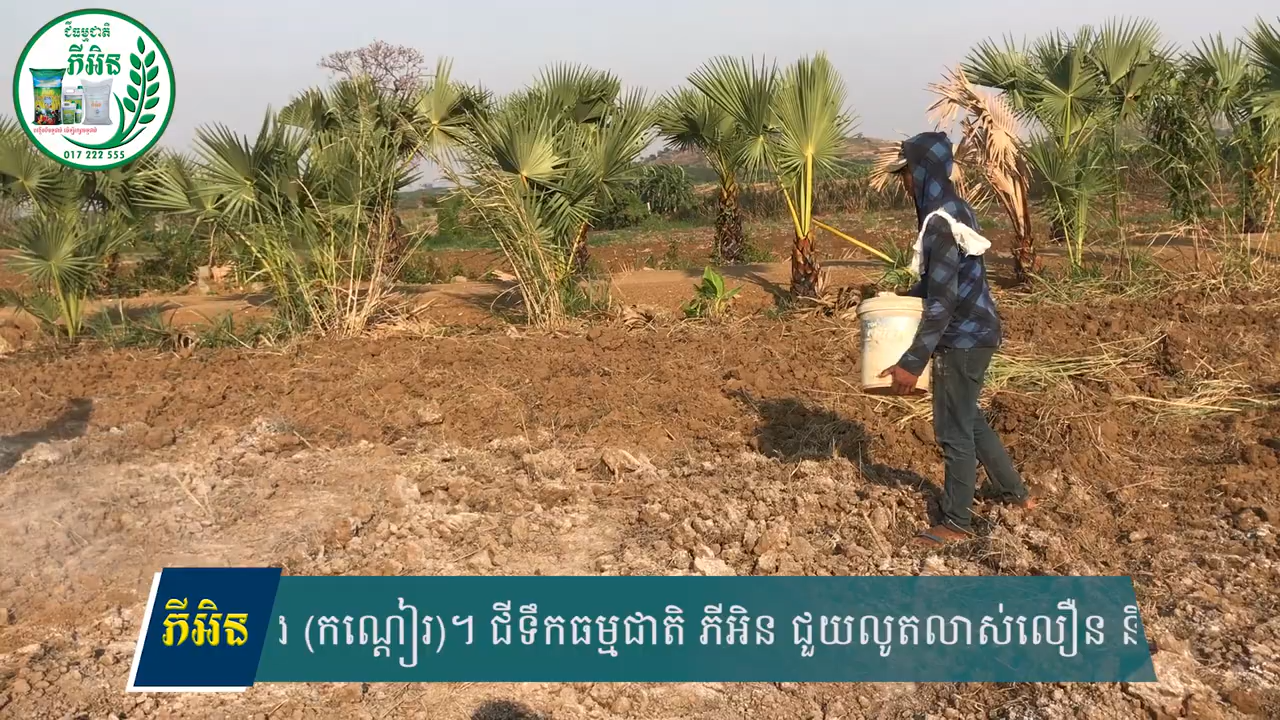 ជីធម្មជាតិ
ភីអិន
017 222 555
ភីអិន
(កណ្ដៀរ)។ ជីទឹកធម្មជាតិ ភីអិន ជួយលូតលាស់លឿន